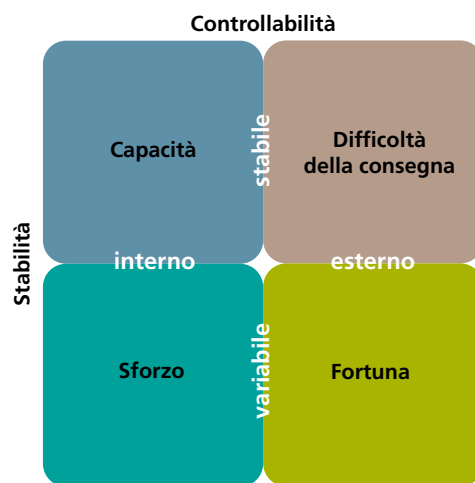 Controllabilità
Capacità
stabile
Difficoltà
della consegna
Stabilità
interno
esterno
Sforzo
variabile
Fortuna